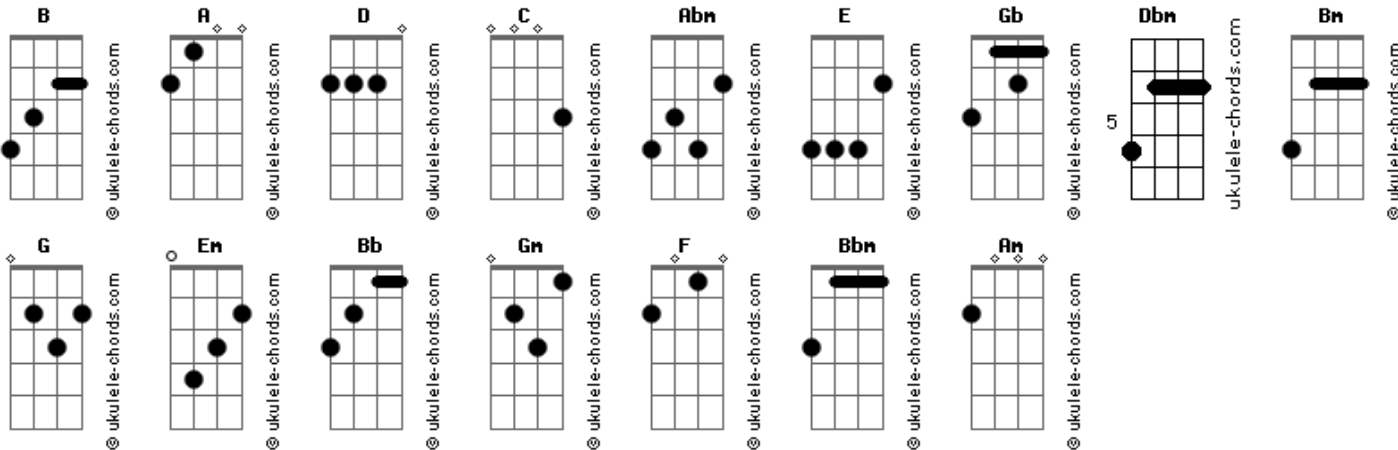 B A D C Abm E Gb Dbm Bm
© ukulele-chords.com © ukulele-chords.com © ukulele-chords.com © ukulele-chords.com © ukulele-chords.com © ukulele-chords.com © ukulele-chords.com ukulele-chords.com © ukulele-chords.com
5
G Em Bb Gm F Bbm Am
© ukulele-chords.com © ukulele-chords.com © ukulele-chords.com © ukulele-chords.com © ukulele-chords.com © ukulele-chords.com © ukulele-chords.com